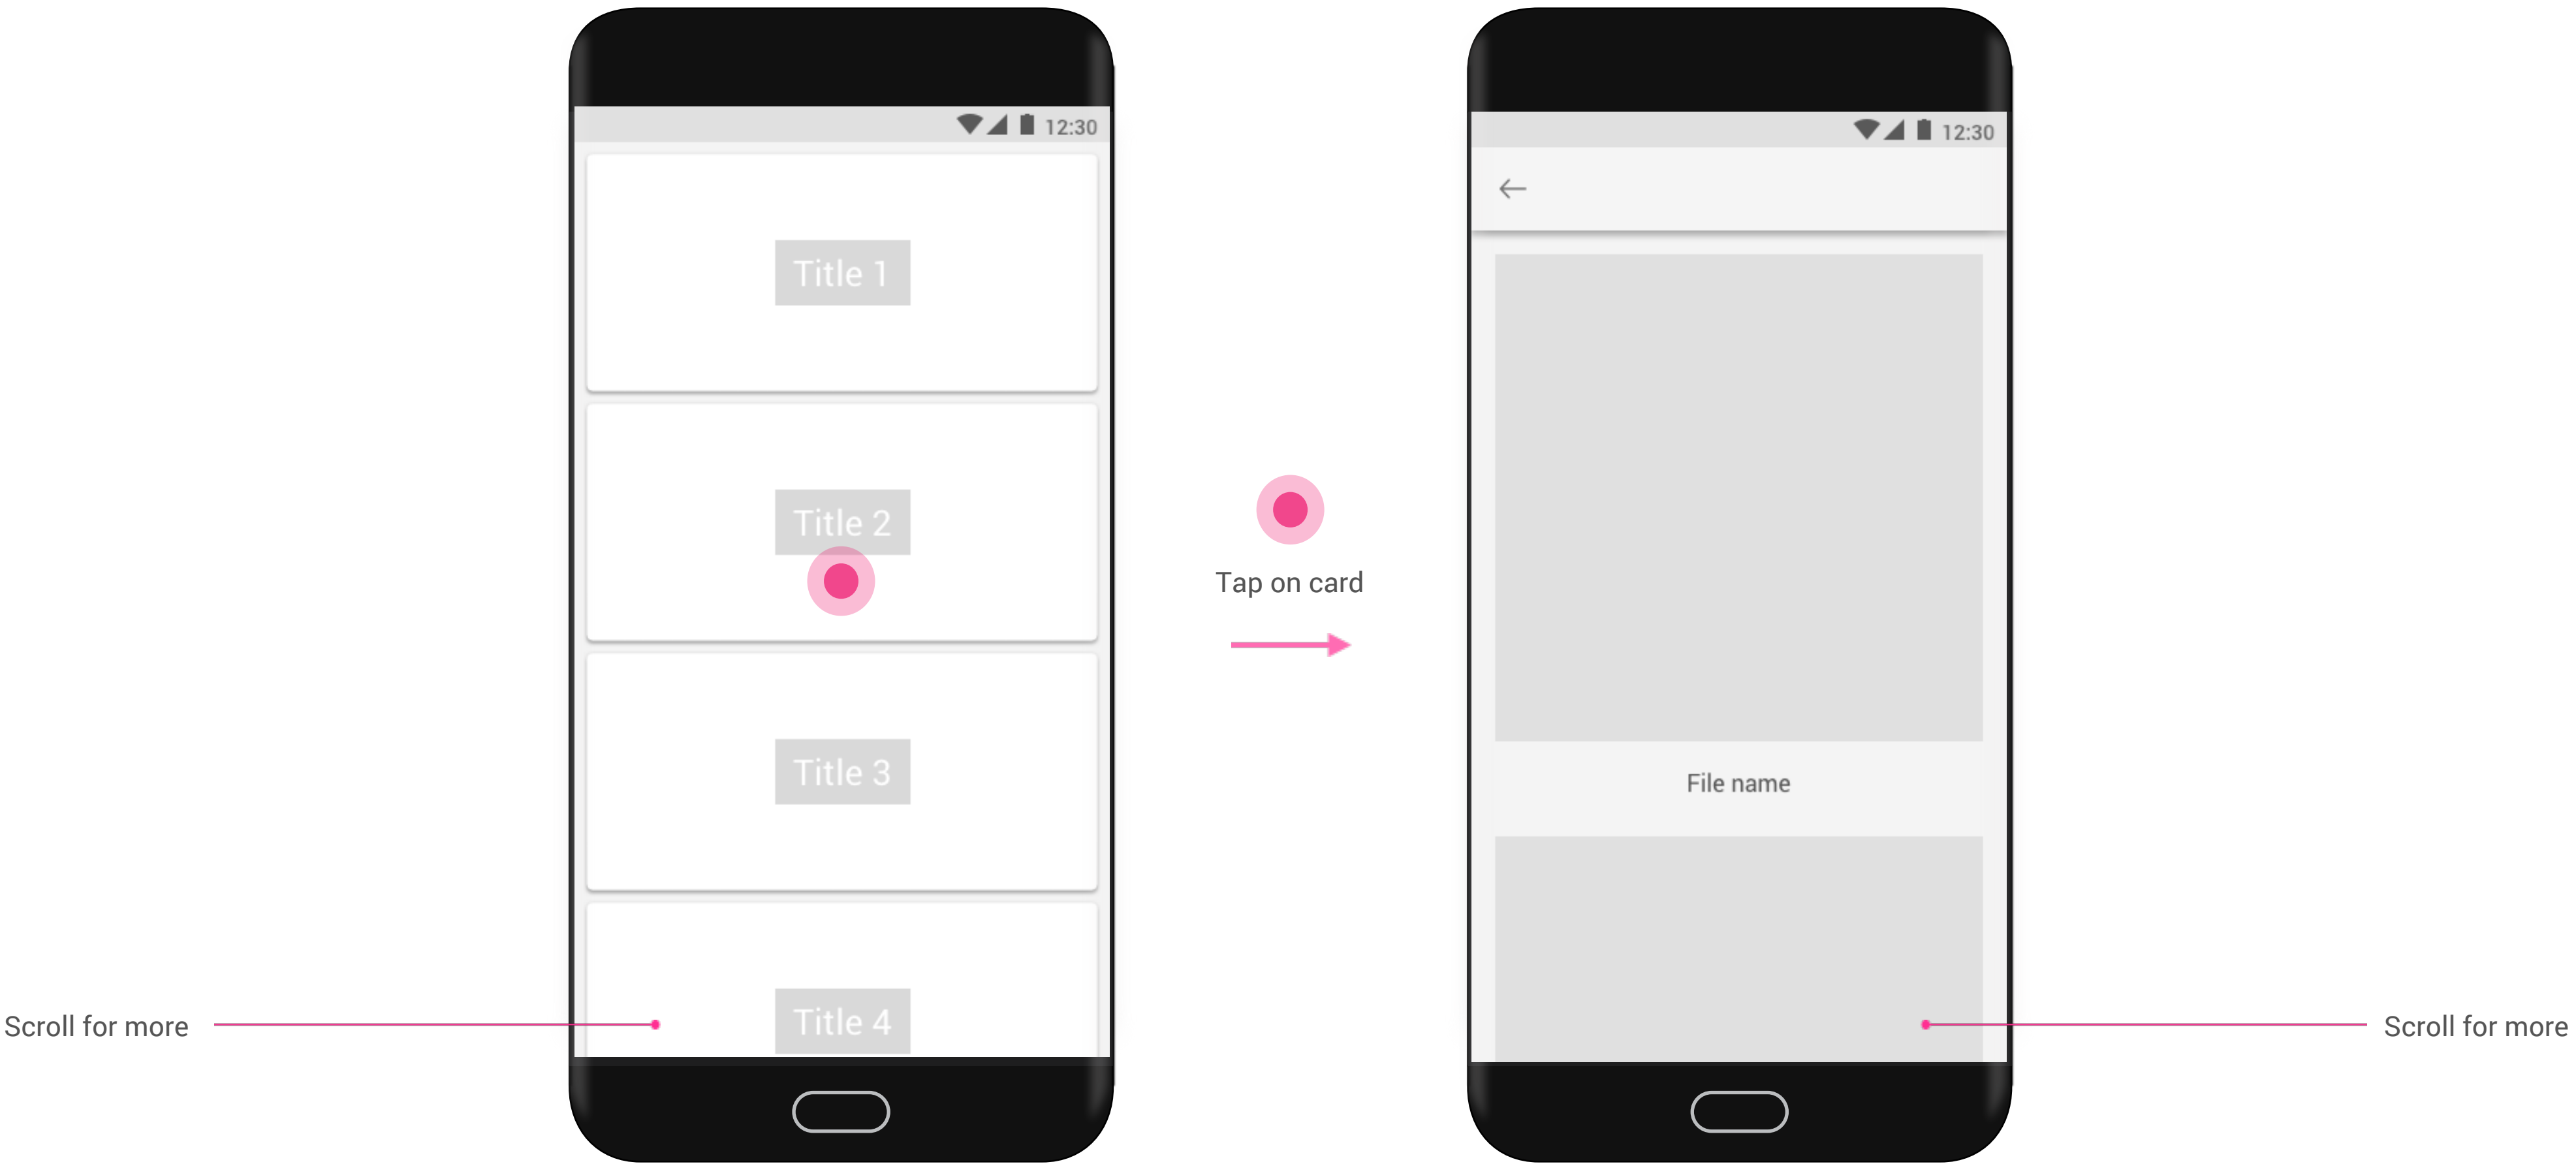 12:30
Title 1
Title 2
Title 3
Title 4
Scroll for more
Tap on card
12:30
File name
Scroll for more